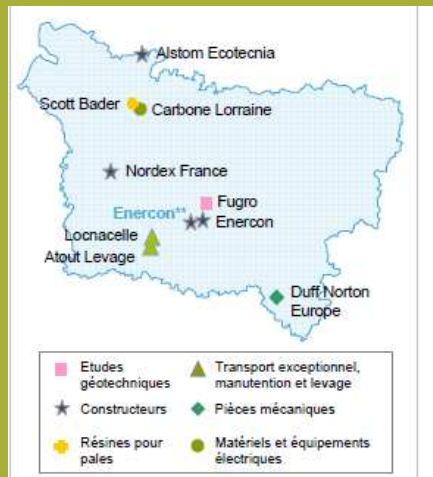 Alstom Ecotecnia
Scott Bader
Carbone Lorraine
Nordex France
Fugro
Enercon**
Enercon
Locnacelle
Atout Levage
Duff Norton
Europe
Etudes
géotechniques
Transport exceptionnel,
manutention et levage
Constructeurs
Pièces mécaniques
Résines pour
pales
Matériels et équipements
électriques